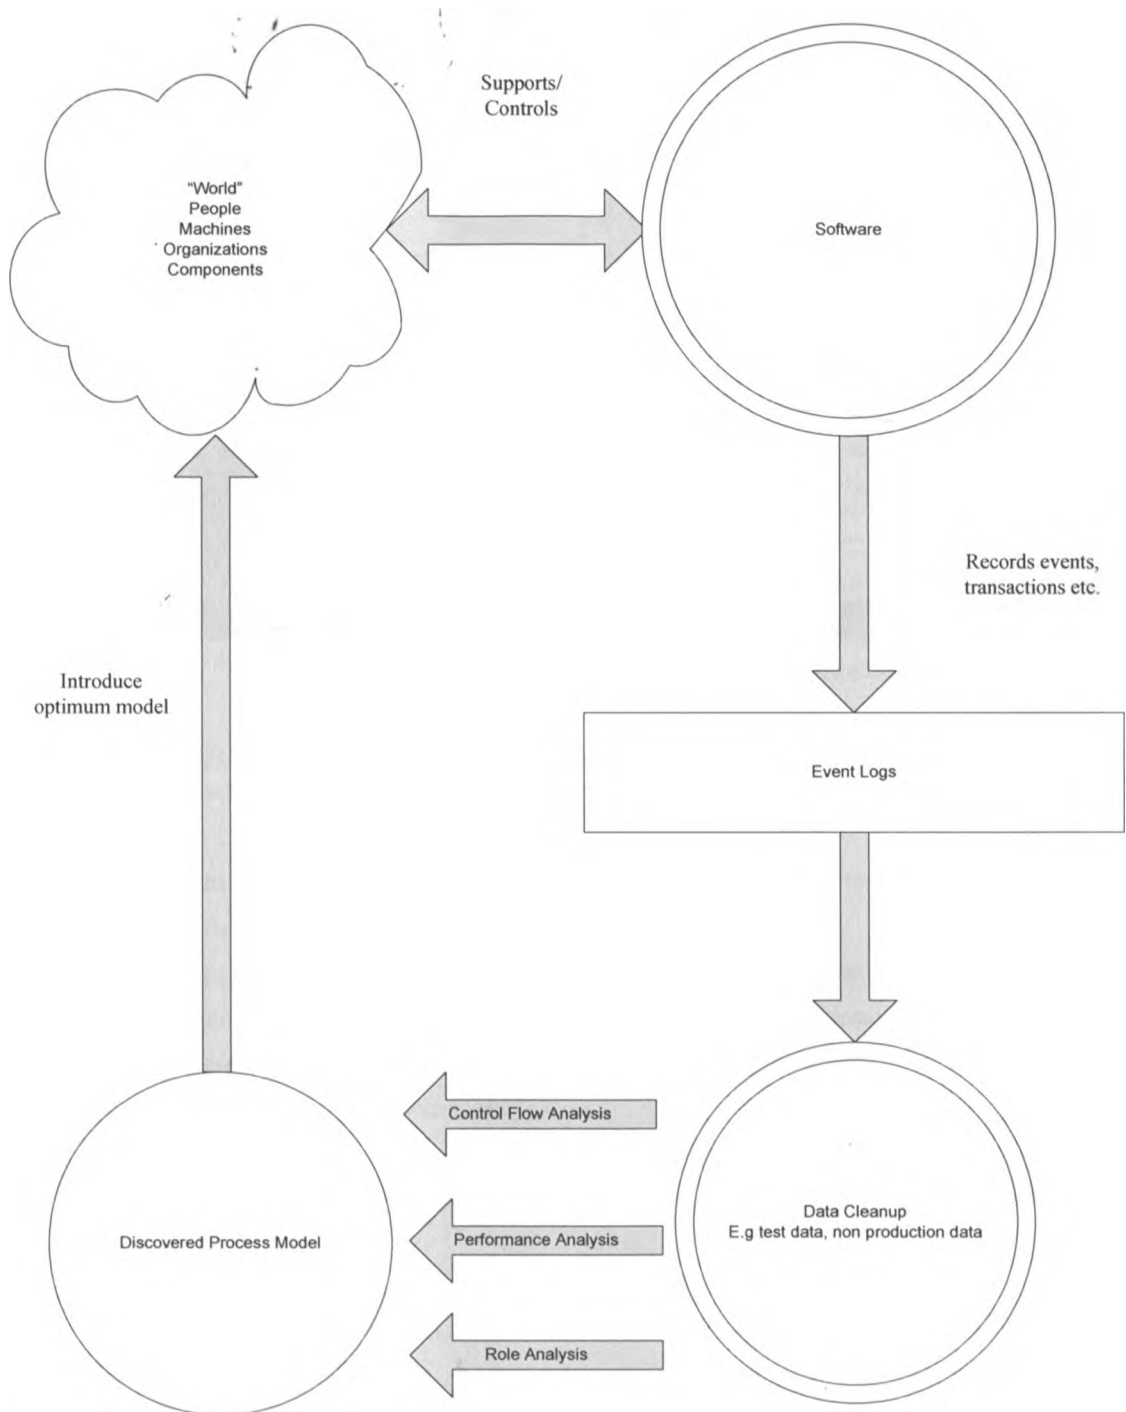 Supports/
Controls
“World”
People
Machines
Organizations
Components
Software
Records events,
transactions etc.
Introduce
optimum model
Event Logs
Control Flow Analysis
Data Cleanup
E.g test data, non production data
Discovered Process Model
Performance Analysis
Role Analysis